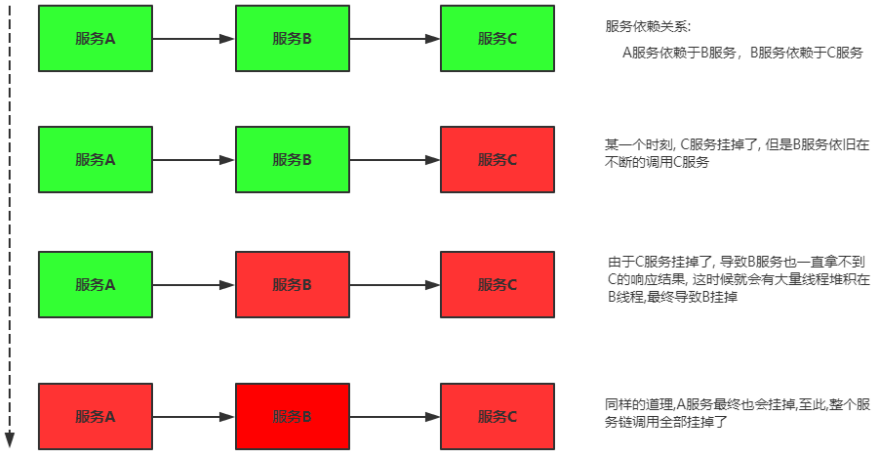 服务A
服务B
服务C
服务依赖关系:
A服务依赖于B服务，B服务依赖于C服务
服务A
服务B
服务C
某一个时刻, C服务挂掉了, 但是B服务依旧在
不断的调用C服务
服务A
服务B
服务C
由于C服务挂掉了, 导致B服务也一直拿不到
C的响应结果, 这时候就会有大量线程堆积在
B线程,最终导致B挂掉
服务A
服务B
服务C
同样的道理,A服务最终也会挂掉,至此,整个服
务链调用全部挂掉了